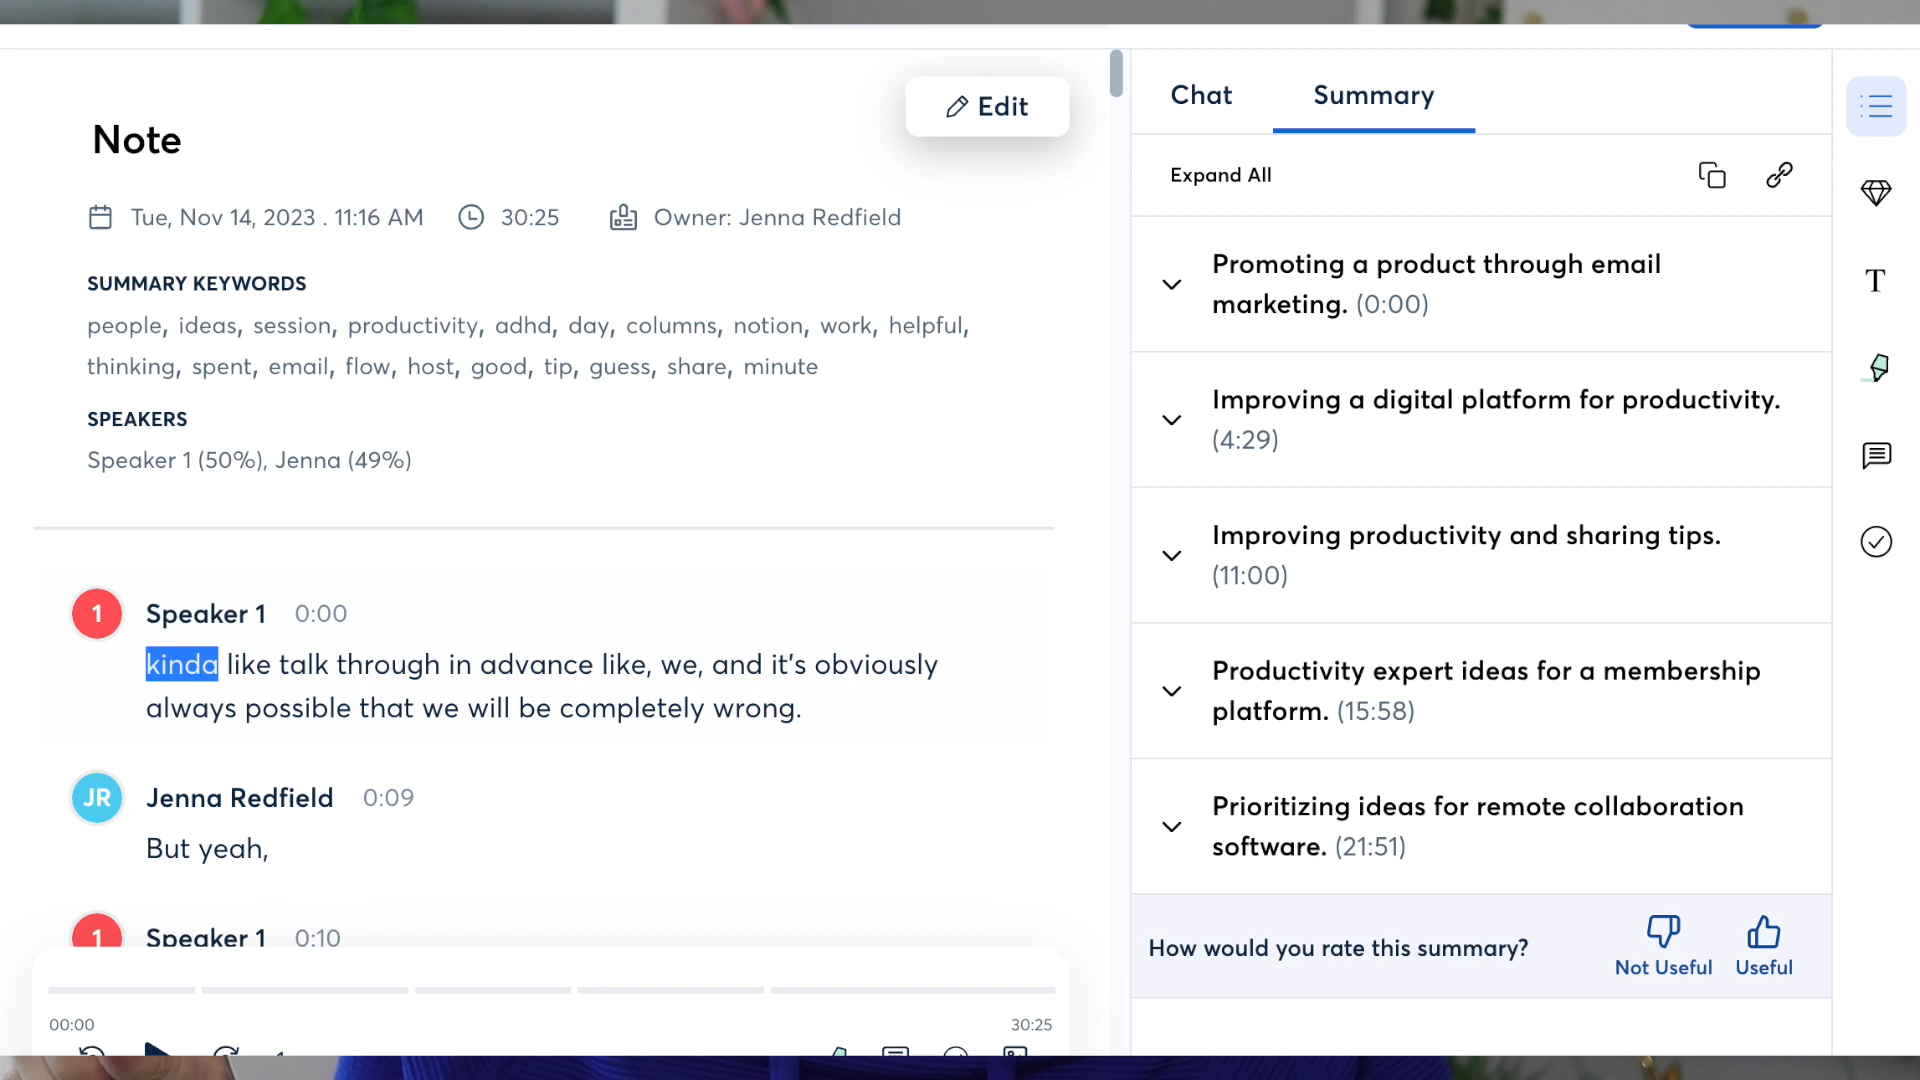 Edit
Note
Tue, Nov 14, 2023 . 11:16 AM 30:25 Owner: Jenna Redfield
SUMMARY KEYWORDS
people, ideas, session, productivity, adhd, day, columns, notion, work, helpful,
thinking, spent, email, flow, host, good, tip, guess, share, minute
SPEAKERS
Speaker 1 (50%), Jenna (49%)
1 Speaker 1 0:00
kinda like talk through in advance like, we, and it's obviously
always possible that we will be completely wrong.
JR Jenna Redfield 0:09
But yeah,
1 Speaker 1 0:10
00:00 30:25
Chat Summary
Expand All
Promoting a product through email
marketing. (0:00)
Improving a digital platform for productivity.
(4:29)
Improving productivity and sharing tips.
(11:00)
Productivity expert ideas for a membership
platform. (15:58)
Prioritizing ideas for remote collaboration
software. (21:51)
How would you rate this summary?
Not Useful Useful
T